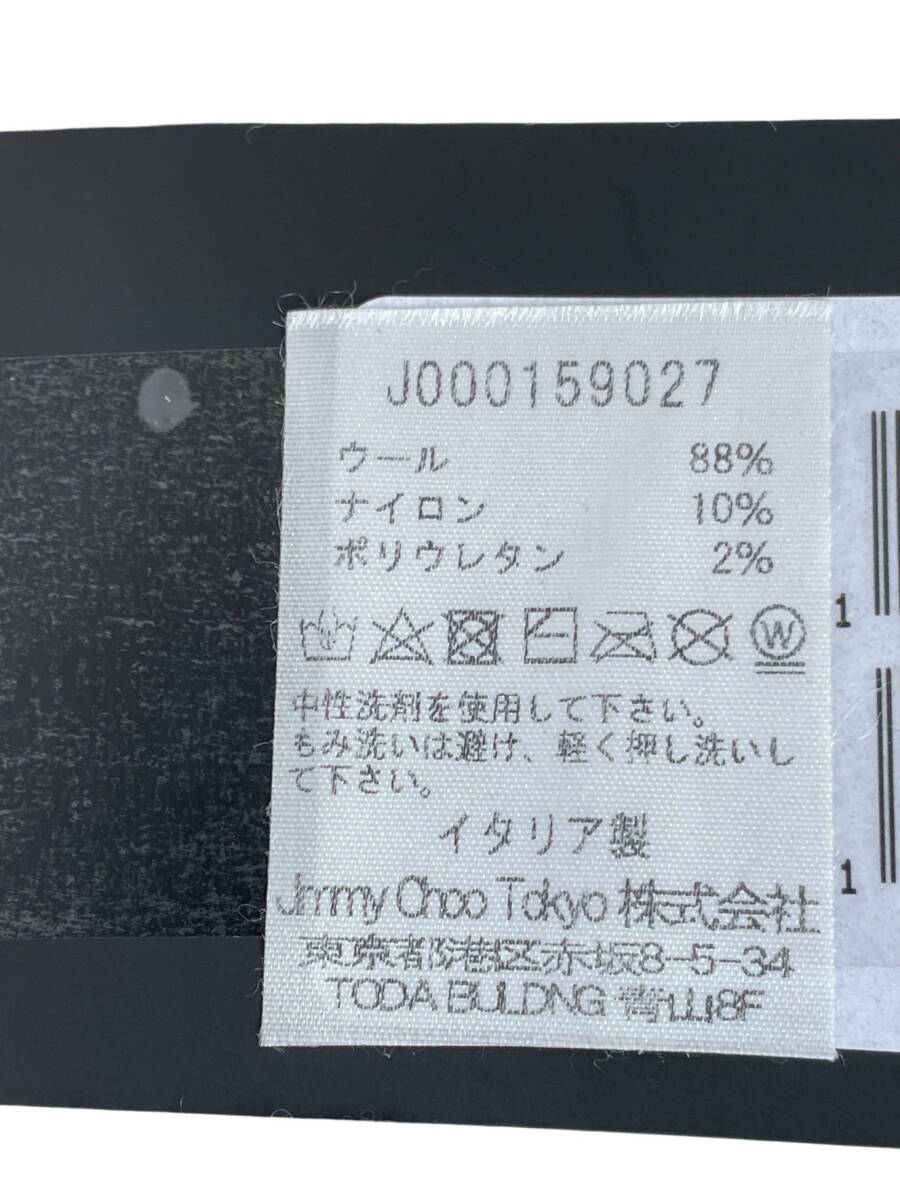 J000159027
ウール 88%
ナイロン 10%
ポリウレタン 2%
W
中性洗剤を使用して下さい。
もみ洗いは避け、軽く押し洗いし
て下さい。
イタリア製
Jimmy Choo Tokyo 株式会社
東京都港区赤坂8-5-34
TODA BUILDING 青山8F
1
1